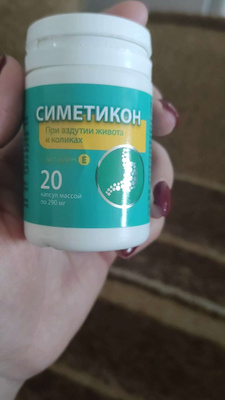 СИМЕТИКОН
При вздутии живота
и коликах
Е
20
капсул массой
по 290 мг